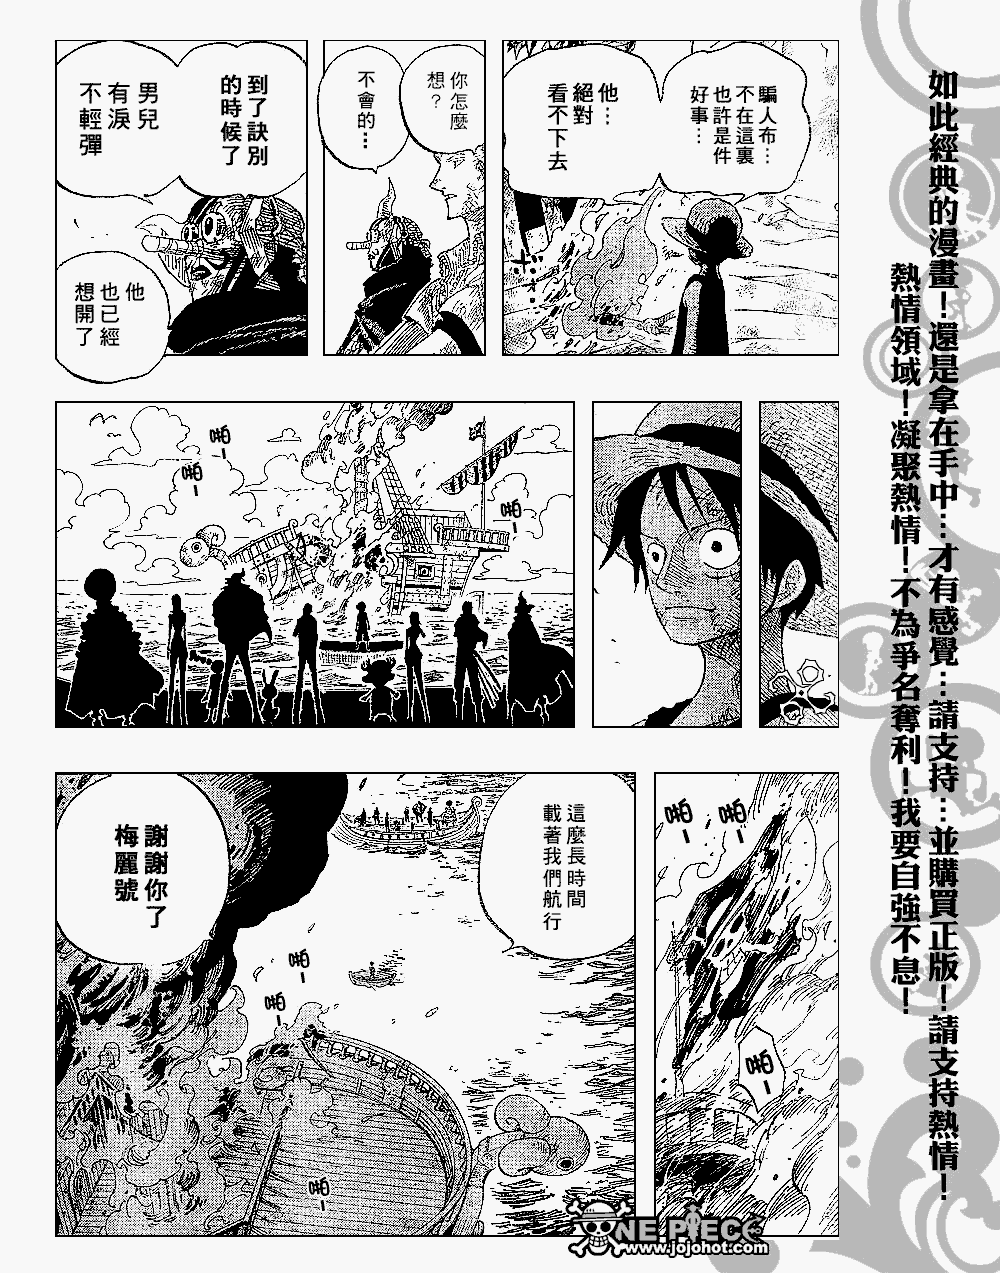 騙人布…
不在這裏
也許是件
好事…
他…
絕對
看不下去
你怎麼
想？
不會的…
到了訣別
的時候了
男兒
有淚
不輕彈
他
也已經
想開了
啪－
啪－
啪－
啪－
啪－
啪－
這麼長時間
載著我們航行
謝謝你了
梅麗號
啪－
啪－
啪－
ONE PIECE
www.jojohot.com
如此經典的漫畫！還是拿在手中…才有感覺…請支持…並購買正版！請支持熱情！
熱情領域！凝聚熱情！不為爭名奪利！我要自強不息！